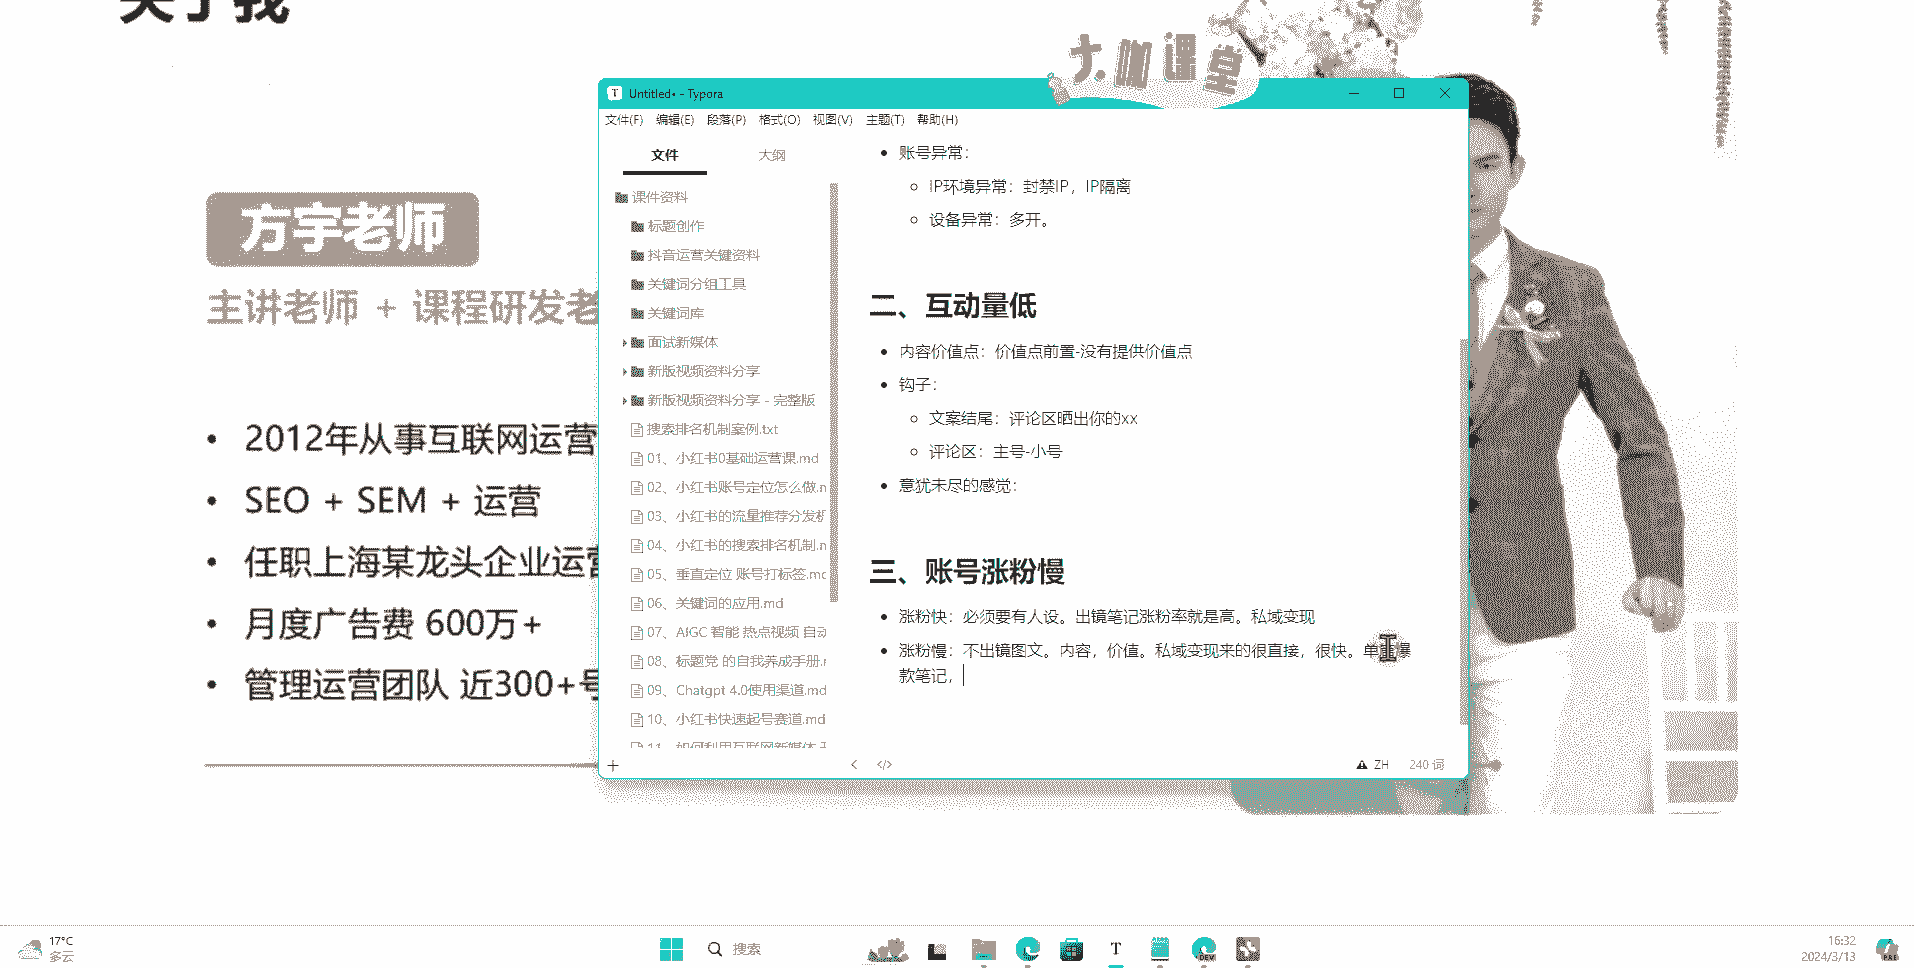 关于我
大咖课堂
方宇老师
主讲老师 + 课程研发老
2012年从事互联网运营
SEO + SEM + 运营
任职上海某龙头企业运营
月度广告费 600万+
管理运营团队 近300+号
Untitled• - Typora
文件(F) 编辑(E) 段落(P) 格式(O) 视图(V) 主题(T) 帮助(H)
文件 大纲
课件资料
标题创作
抖音运营关键资料
关键词分组工具
关键词库
面试新媒体
新版视频资料分享
新版视频资料分享 - 完整版
搜索排名机制案例.txt
01、小红书0基础运营课.md
02、小红书账号定位怎么做.m
03、小红书的流量推荐分发机
04、小红书的搜索排名机制.m
05、垂直定位 账号打标签.md
06、关键词的应用.md
07、AIGC 智能 热点视频 自动
08、标题党 的自我养成手册.m
09、Chatgpt 4.0使用渠道.md
10、小红书快速起号赛道.md
11、如何利用互联网新媒体
账号异常：
IP环境异常：封禁IP，IP隔离
设备异常：多开。
二、互动量低
内容价值点：价值点前置-没有提供价值点
钩子：
文案结尾：评论区晒出你的xx
评论区：主号-小号
意犹未尽的感觉：
三、账号涨粉慢
涨粉快：必须要有人设。出镜笔记涨粉率就是高。私域变现
涨粉慢：不出镜图文。内容，价值。私域变现来的很直接，很快。单篇爆
款笔记，
ZH 240 词
17°C
多云
搜索
16:32
2024/3/13